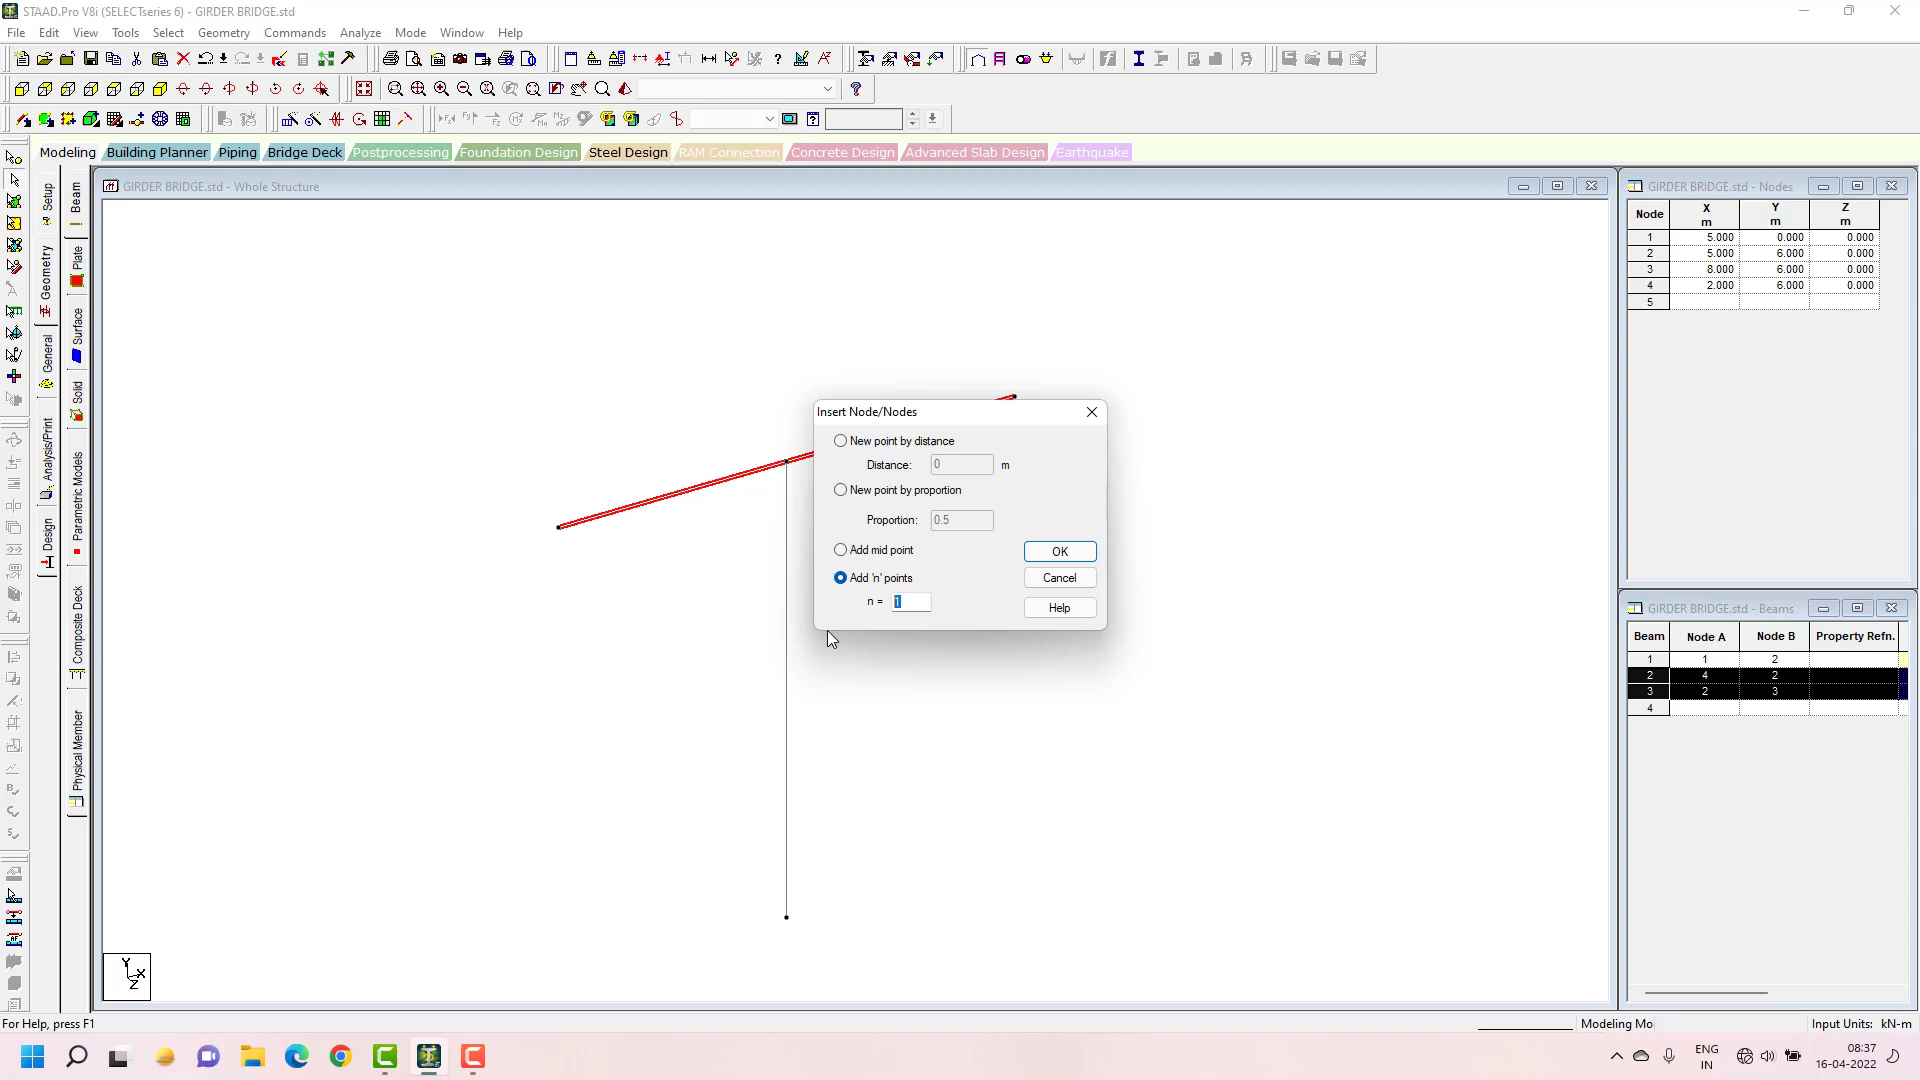 STAAD.Pro V8i (SELECTseries 6) - GIRDER BRIDGE.std
File Edit View Tools Select Geometry Commands Analyze Mode Window Help
Modeling Building Planner Piping Bridge Deck Postprocessing Foundation Design Steel Design RAM Connection Concrete Design Advanced Slab Design Earthquake
Setup
Geometry
General
Analysis/Print
Design
Beam
Plate
Surface
Solid
Parametric Models
Composite Deck
Physical Member
GIRDER BRIDGE.std - Whole Structure
Insert Node/Nodes
New point by distance
Distance: 0 m
New point by proportion
Proportion: 0.5
Add mid point
OK
Add 'n' points
Cancel
n = 1
Help
Y
X
Z
GIRDER BRIDGE.std - Nodes
Node X m Y m Z m
1 5.000 0.000 0.000
2 5.000 6.000 0.000
3 8.000 6.000 0.000
4 2.000 6.000 0.000
5
GIRDER BRIDGE.std - Beams
Beam Node A Node B Property Refn.
1 1 2
2 4 2
3 2 3
4
For Help, press F1
Modeling Mo
Input Units: kN-m
ENG
IN
08:37
16-04-2022